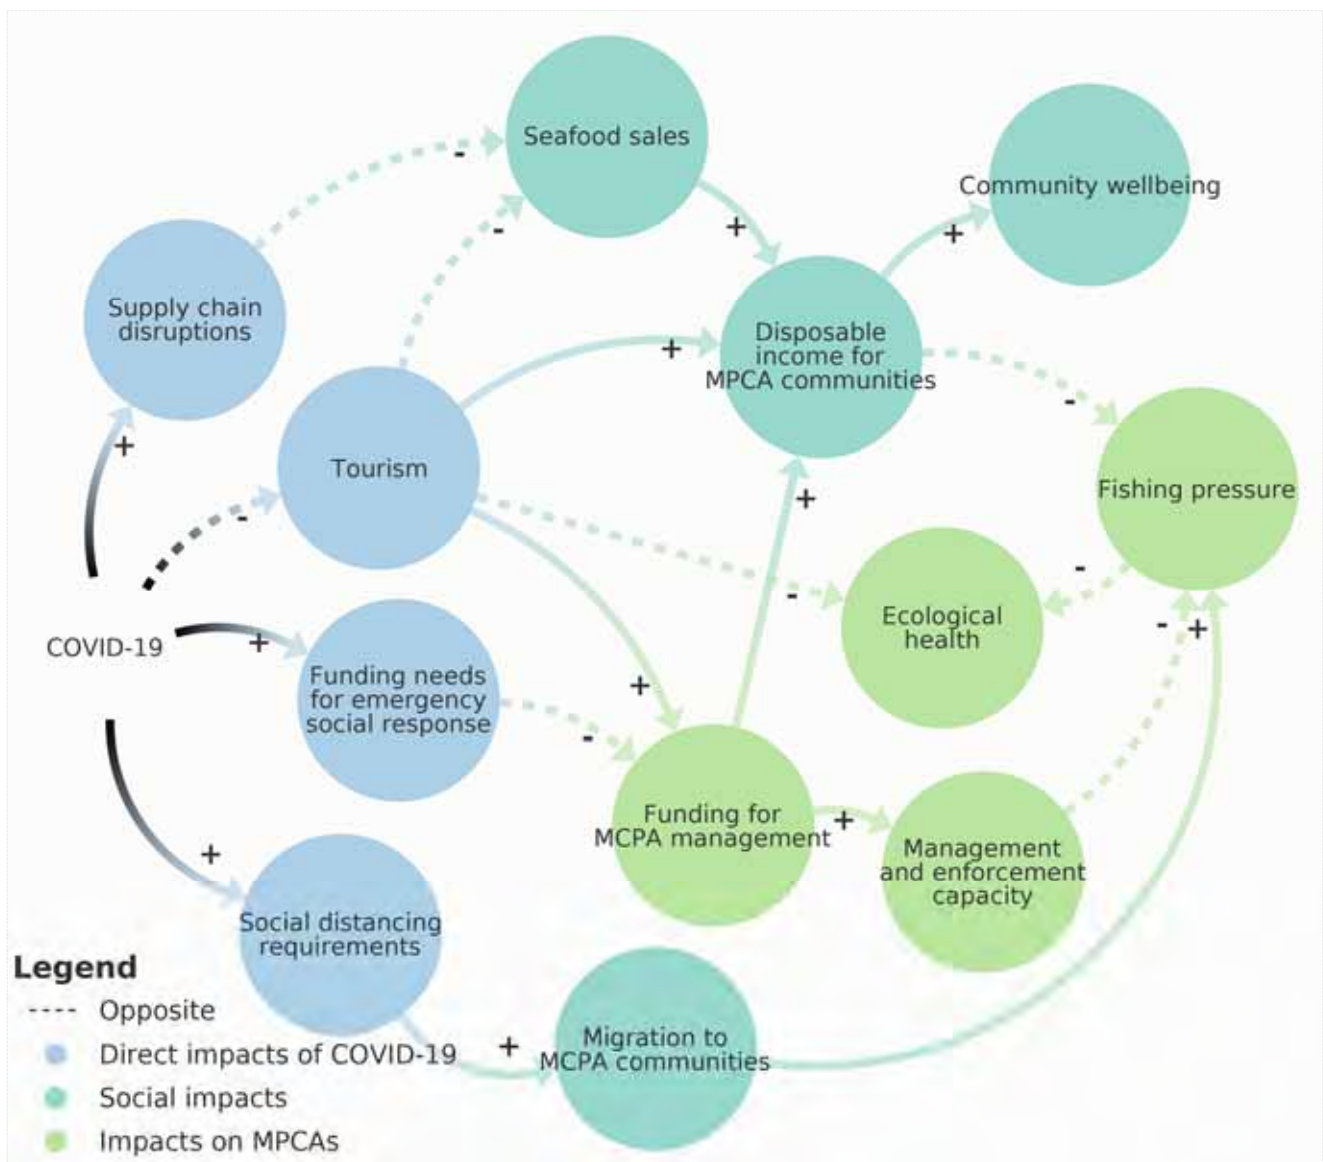 Seafood sales
Community wellbeing
-
-
+
+
Supply chain
disruptions
Disposable
income for
MPCA communities
+
-
+
Tourism
Fishing pressure
-
+
-
-
Ecological
health
COVID-19
+
-
+
Funding needs
for emergency
social response
+
-
Funding for
MCPA management
+
Management
and enforcement
capacity
+
Social distancing
requirements
+
Migration to
MCPA communities
Legend
Opposite
Direct impacts of COVID-19
Social impacts
Impacts on MPCAs